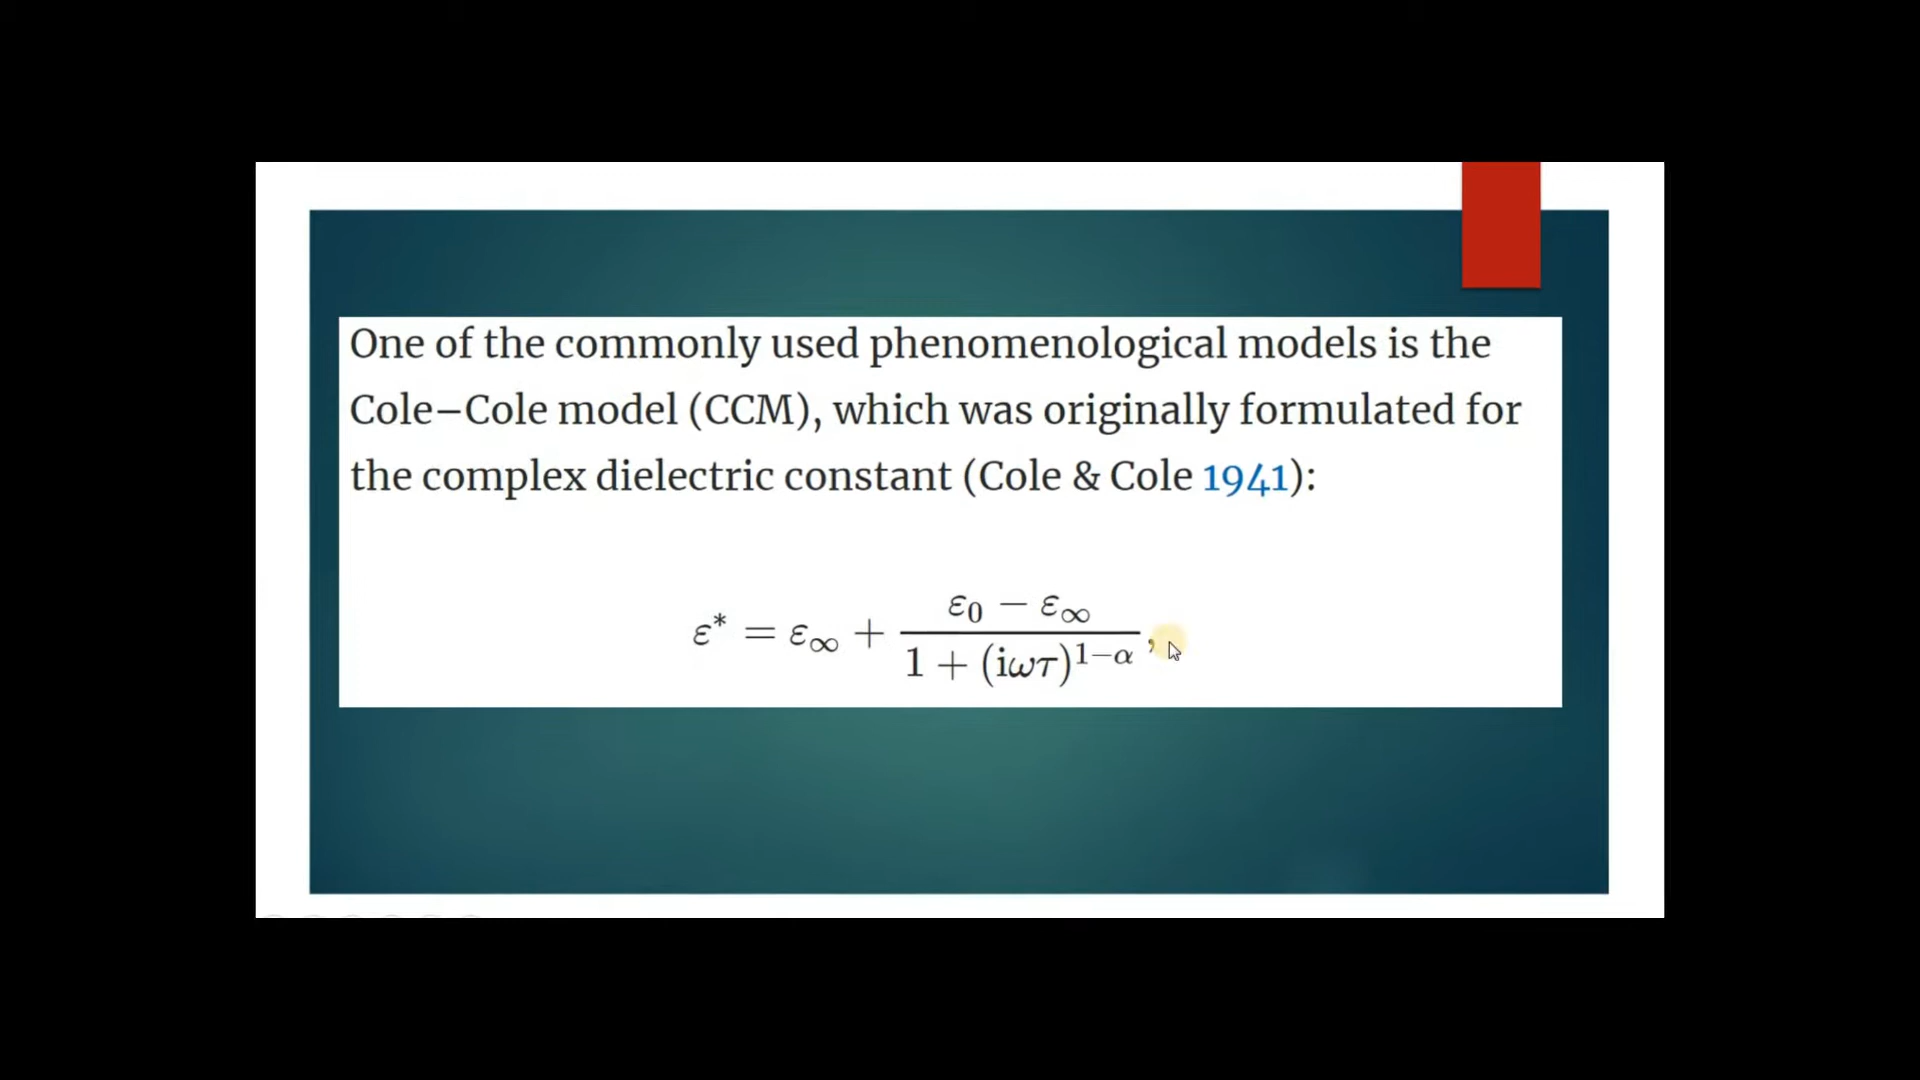 One of the commonly used phenomenological models is the
Cole–Cole model (CCM), which was originally formulated for
the complex dielectric constant (Cole & Cole 1941):
ε* = ε∞ + (ε0 − ε∞) / (1 + (iωτ)^(1−α)),